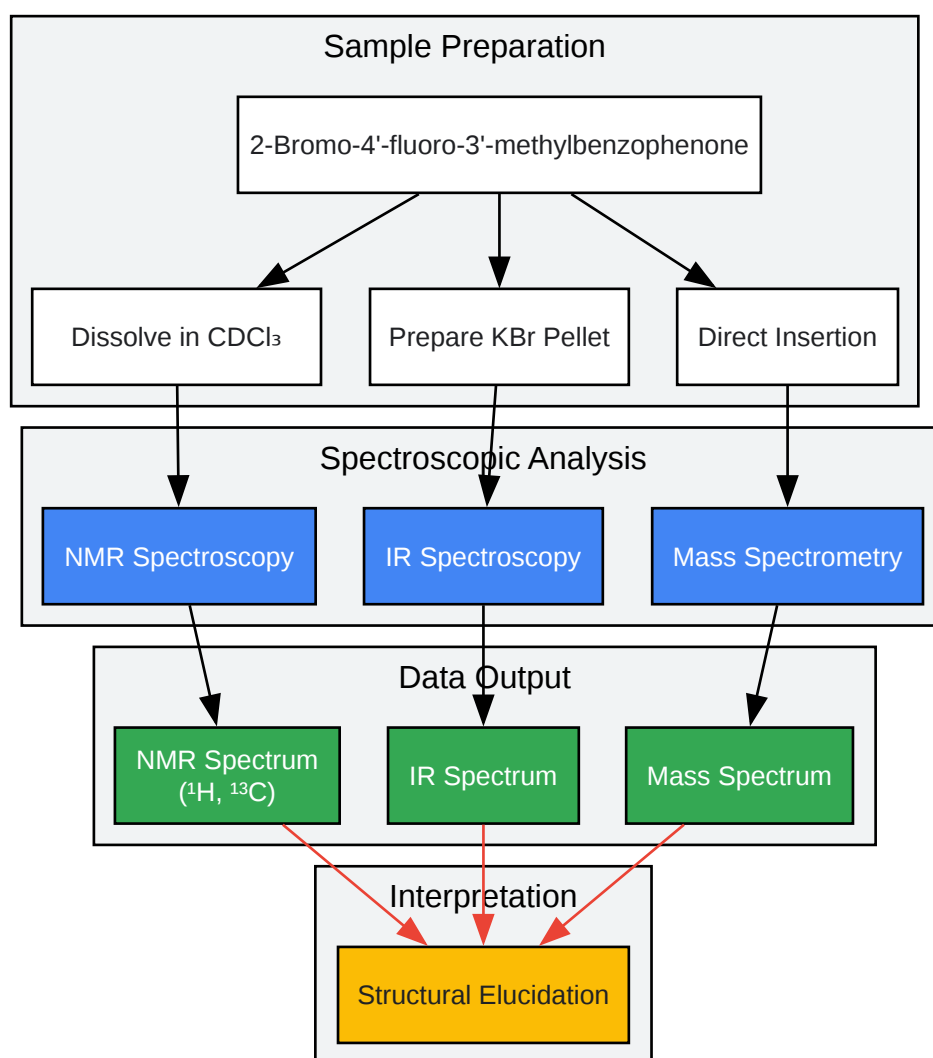 Sample Preparation
2-Bromo-4'-fluoro-3'-methylbenzophenone
Dissolve in CDCl₃
Prepare KBr Pellet
Direct Insertion
Spectroscopic Analysis
NMR Spectroscopy
IR Spectroscopy
Mass Spectrometry
Data Output
NMR Spectrum
(¹H, ¹³C)
IR Spectrum
Mass Spectrum
Interpretation
Structural Elucidation